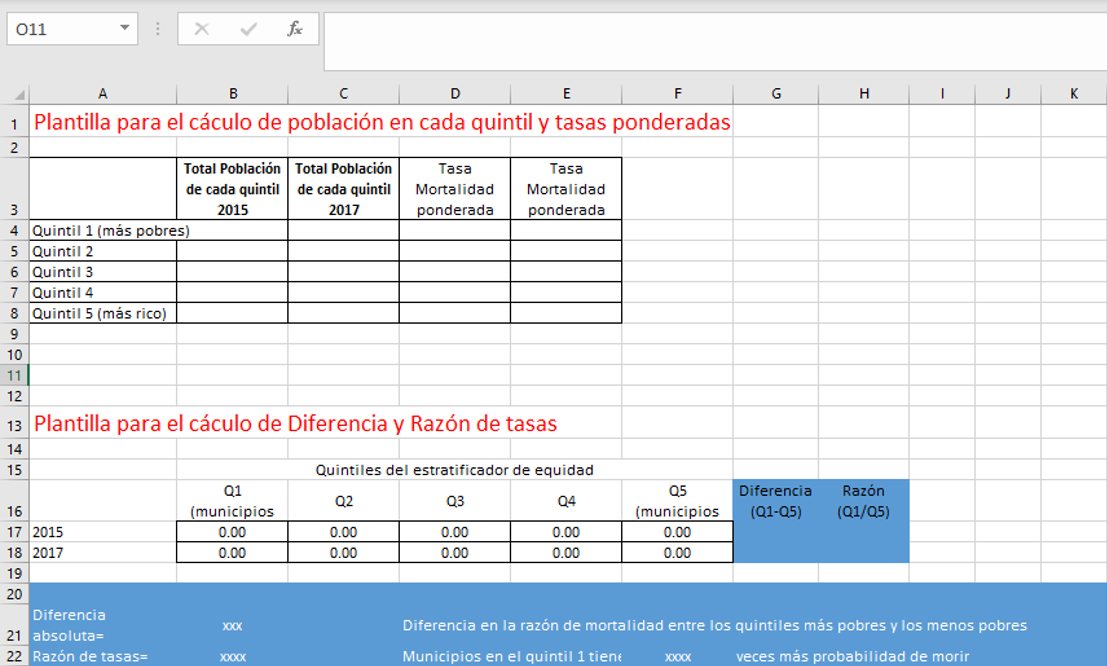 O11
fx
A B C D E F G H I J K
1 Plantilla para el cáculo de población en cada quintil y tasas ponderadas
2
Total Población Total Población Tasa Tasa
de cada quintil de cada quintil Mortalidad Mortalidad
3 2015 2017 ponderada ponderada
4 Quintil 1 (más pobres)
5 Quintil 2
6 Quintil 3
7 Quintil 4
8 Quintil 5 (más rico)
9
10
11
12
13 Plantilla para el cáculo de Diferencia y Razón de tasas
14
15 Quintiles del estratificador de equidad
Q1 Q2 Q3 Q4 Q5 Diferencia Razón
16 (municipios (municipios (Q1-Q5) (Q1/Q5)
17 2015 0.00 0.00 0.00 0.00 0.00
18 2017 0.00 0.00 0.00 0.00 0.00
19
20
Diferencia
21 absoluta= xxx Diferencia en la razón de mortalidad entre los quintiles más pobres y los menos pobres
22 Razón de tasas= xxxx Municipios en el quintil 1 tiene xxxx veces más probabilidad de morir